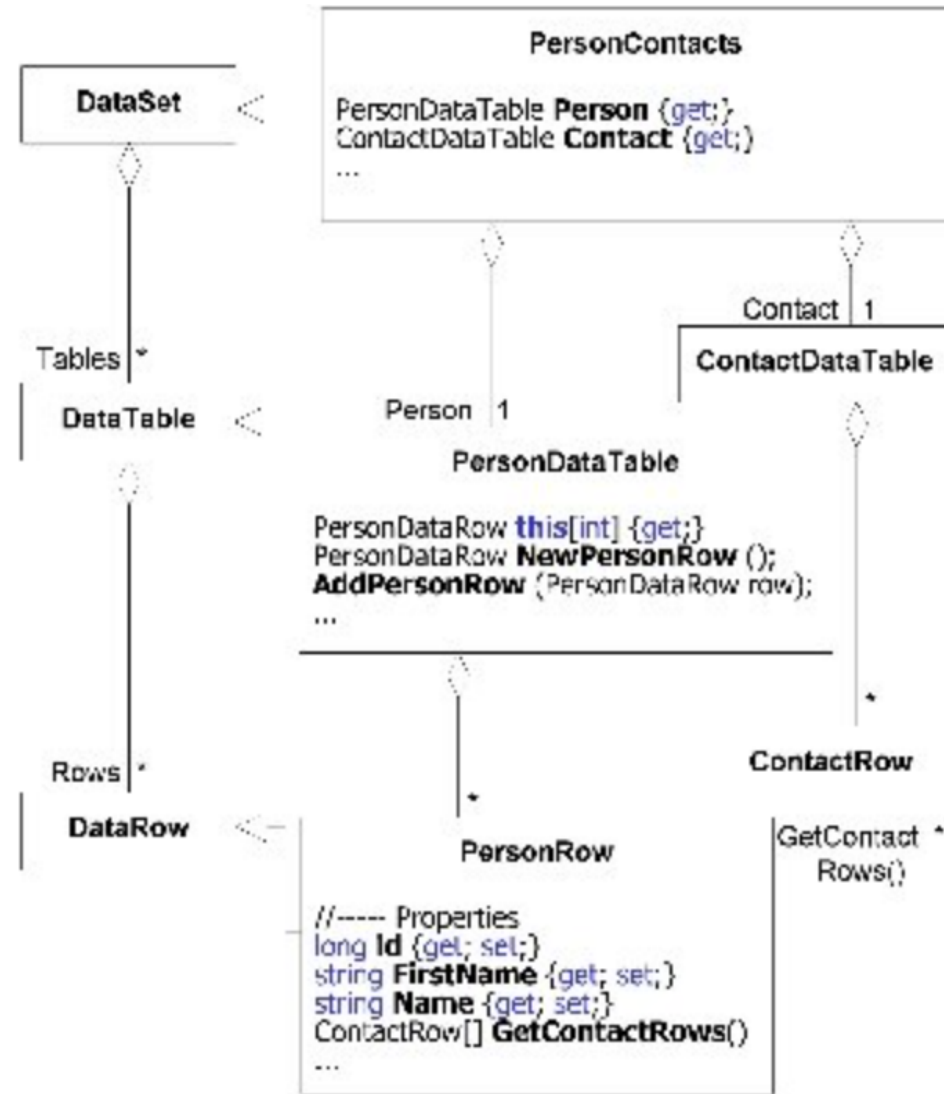 PersonContacts
DataSet
PersonDataTable Person {get;}
ContactDataTable Contact {get;}
...
Contact 1
Tables *
ContactDataTable
DataTable
Person 1
PersonDataTable
PersonDataRow this[int] {get;}
PersonDataRow NewPersonRow ();
AddPersonRow (PersonDataRow row);
...
*
ContactRow
Rows *
DataRow
*
PersonRow
GetContact *
Rows()
//----- Properties
long Id {get; set;}
string FirstName {get; set;}
string Name {get; set;}
ContactRow[] GetContactRows()
...